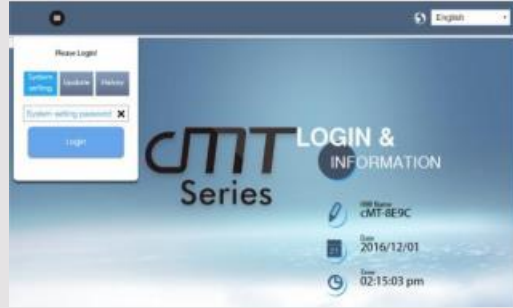 English
Please Login!
System setting
Update
History
System setting password
Login
cMT
Series
LOGIN &
INFORMATION
HMI Name
cMT-8E9C
Date
2016/12/01
Time
02:15:03 pm